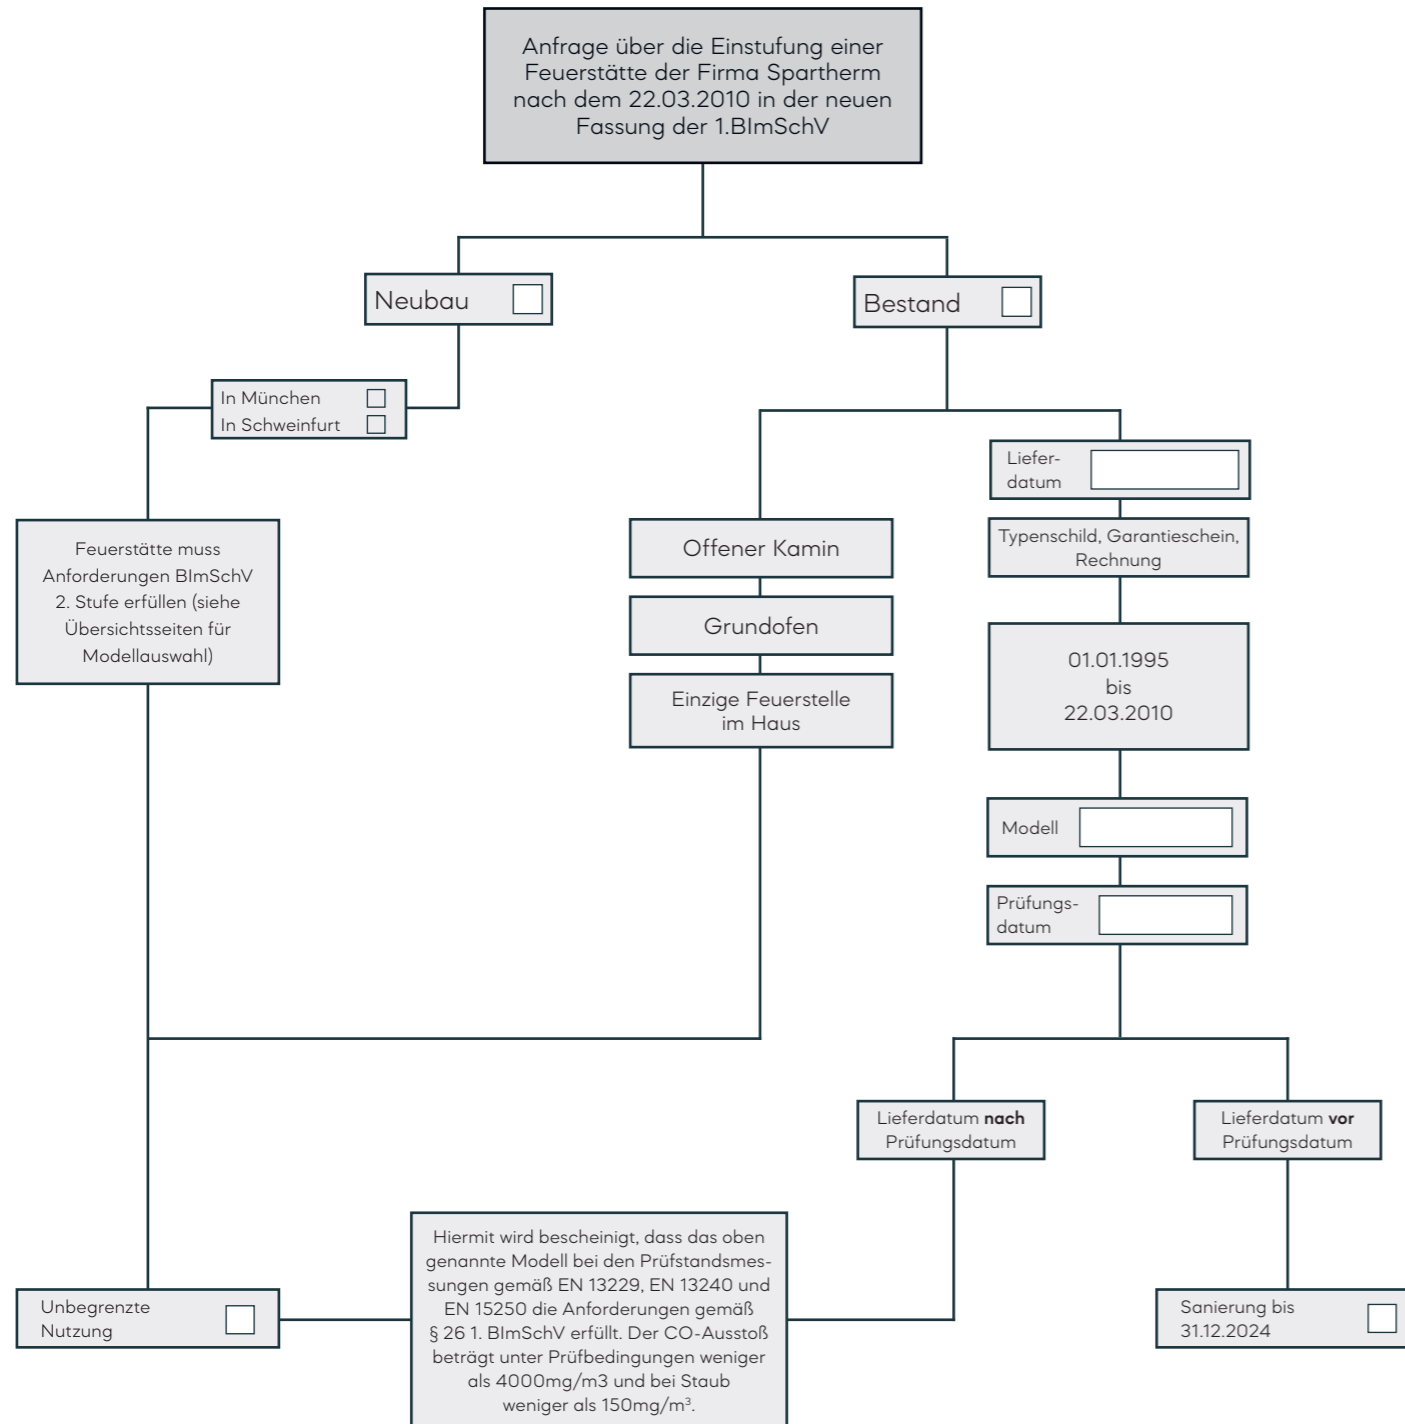 Anfrage über die Einstufung einer
Feuerstätte der Firma Spartherm
nach dem 22.03.2010 in der neuen
Fassung der 1.BImSchV
Neubau
Bestand
In München
In Schweinfurt
Liefer-
datum
Typenschild, Garantieschein,
Rechnung
Feuerstätte muss
Anforderungen BImSchV
2. Stufe erfüllen (siehe
Übersichtsseiten für
Modellauswahl)
Offener Kamin
Grundofen
Einzige Feuerstelle
im Haus
01.01.1995
bis
22.03.2010
Modell
Prüfungs-
datum
Lieferdatum nach
Prüfungsdatum
Lieferdatum vor
Prüfungsdatum
Unbegrenzte
Nutzung
Hiermit wird bescheinigt, dass das oben
genannte Modell bei den Prüfstandsmes-
sungen gemäß EN 13229, EN 13240 und
EN 15250 die Anforderungen gemäß
§ 26 1. BImSchV erfüllt. Der CO-Ausstoß
beträgt unter Prüfbedingungen weniger
als 4000mg/m3 und bei Staub
weniger als 150mg/m³.
Sanierung bis
31.12.2024